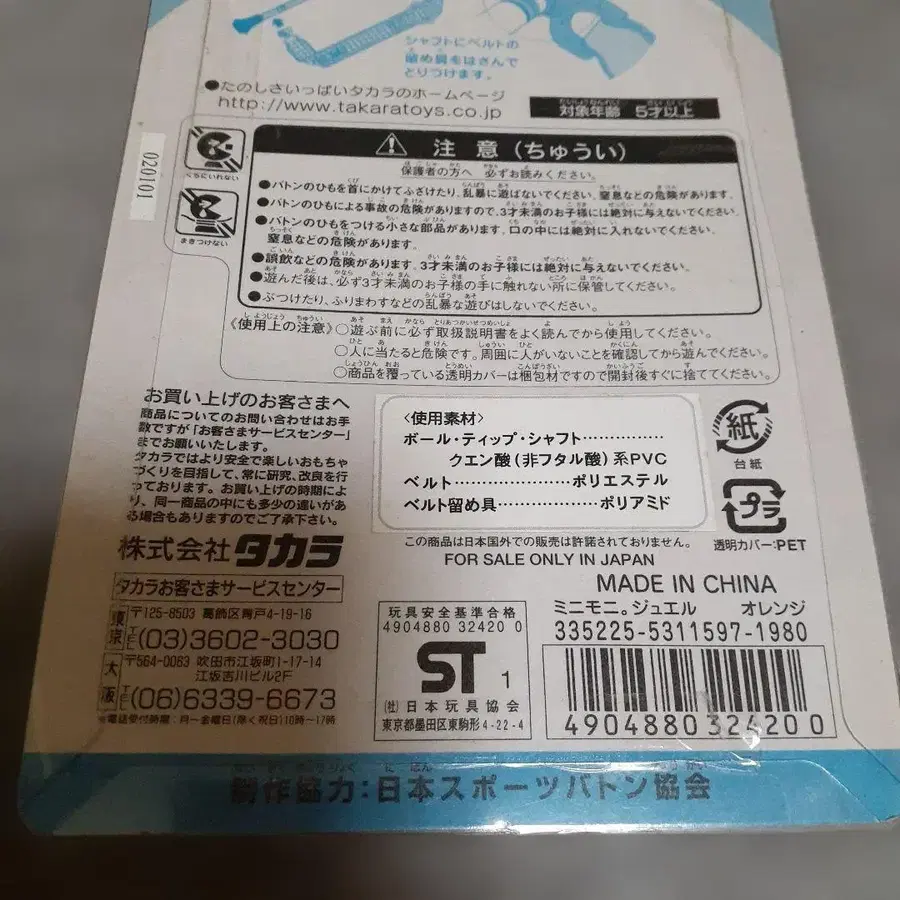 シャフトにベルトの
留め具をはさんで
とりつけます。
●たのしさいっぱいタカラのホームページ
http://www.takaratoys.co.jp
対象年齢 5才以上
020101
くちにいれない
まきつけない
注 意（ちゅうい）
保護者の方へ 必ずお読みください。
●バトンのひもを首にかけてふざけたり、乱暴に遊ばないでください。窒息などの危険があります。
●バトンのひもによる事故の危険がありますので、3才未満のお子様には絶対に与えないでください。
●バトンのひもをつける小さな部品があります。口の中には絶対に入れないでください。
窒息などの危険があります。
●誤飲などの危険があります。3才未満のお子様には絶対に与えないでください。
●遊んだ後は、必ず3才未満のお子様の手に触れない所に保管してください。
●ぶつけたり、ふりまわすなどの乱暴な遊びはしないでください。
《使用上の注意》○遊ぶ前に必ず取扱説明書をよく読んでから使用してください。
○人に当たると危険です。周囲に人がいないことを確認してから遊んでください。
○商品を覆っている透明カバーは梱包材ですので開封後すぐに捨ててください。
お買い上げのお客さまへ
商品についてのお問い合わせはお手
数ですが「お客さまサービスセンター」
までお願いいたします。
タカラではより安全で楽しいおもちゃ
づくりを目指して、常に研究、改良を行
っております。お買い上げの時期によ
り、同一商品の中にも多少の違いがあ
る場合もありますのでご了承下さい。
株式会社タカラ
タカラお客さまサービスセンター
東京 〒125-8503 葛飾区青戸4-19-16
TEL(03)3602-3030
大阪 〒564-0063 吹田市江坂町1-17-14
江坂吉川ビル2F
TEL(06)6339-6673
※電話受付時間：月〜金曜日（除く祝日）10時〜17時
〈使用素材〉
ボール・ティップ・シャフト……………
クエン酸（非フタル酸）系PVC
ベルト…………………ポリエステル
ベルト留め具………………ポリアミド
紙
台紙
プラ
透明カバー：PET
この商品は日本国外での販売は許諾されておりません。
FOR SALE ONLY IN JAPAN
MADE IN CHINA
ミニモニ。ジュエル オレンジ
335225-5311597-1980
玩具安全基準合格
4904880 32420 0
ST 1
(社)日本玩具協会
東京都墨田区東駒形4-22-4
4904880324200
製作協力：日本スポーツバトン協会